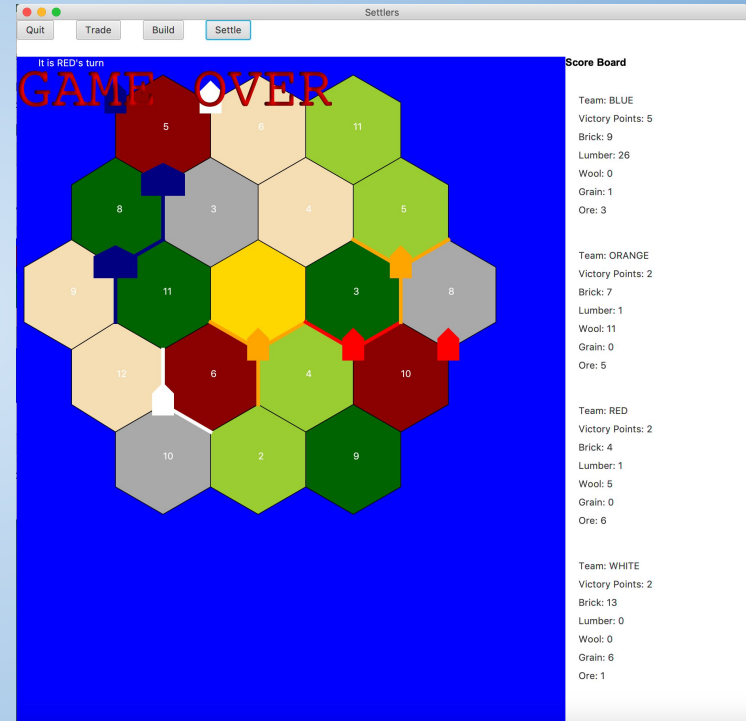 Settlers
Quit Trade Build Settle
It is RED's turn
GAME OVER
5 6 11
8 3 4 5
9 11 3 8
12 6 4 10
10 2 9
Score Board
Team: BLUE
Victory Points: 5
Brick: 9
Lumber: 26
Wool: 0
Grain: 1
Ore: 3
Team: ORANGE
Victory Points: 2
Brick: 7
Lumber: 1
Wool: 11
Grain: 0
Ore: 5
Team: RED
Victory Points: 2
Brick: 4
Lumber: 1
Wool: 5
Grain: 0
Ore: 6
Team: WHITE
Victory Points: 2
Brick: 13
Lumber: 0
Wool: 0
Grain: 6
Ore: 1